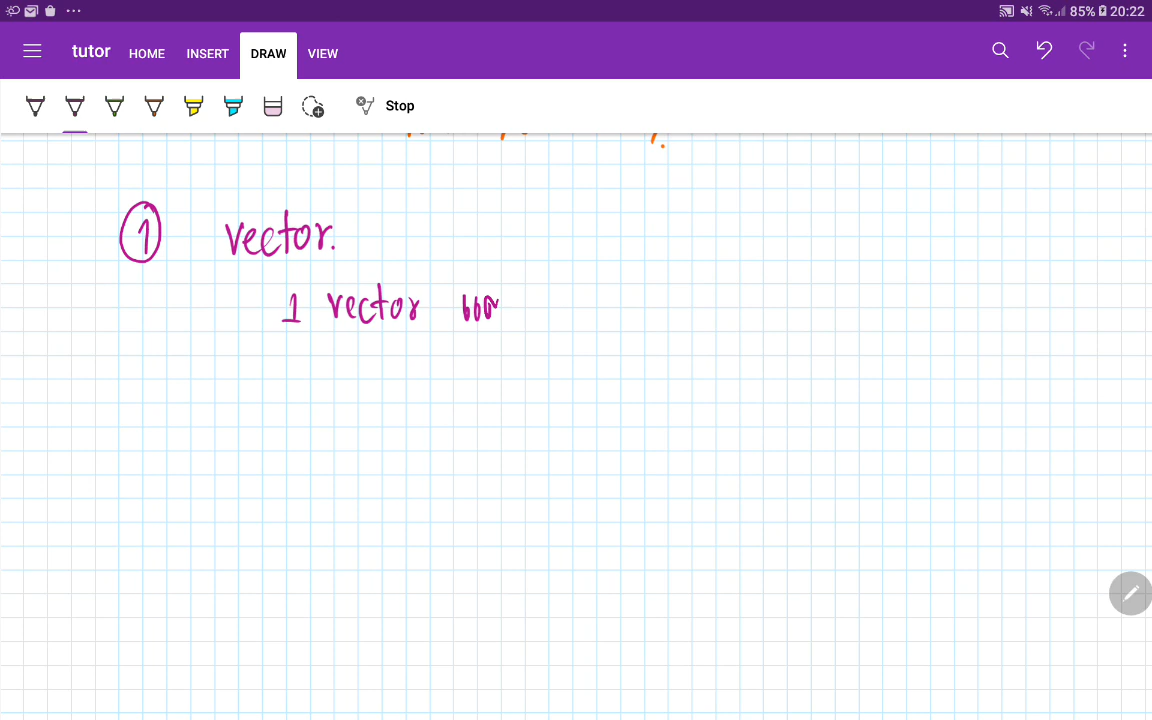 85% 20:22
tutor HOME INSERT DRAW VIEW
Stop
① vector.
1 vector